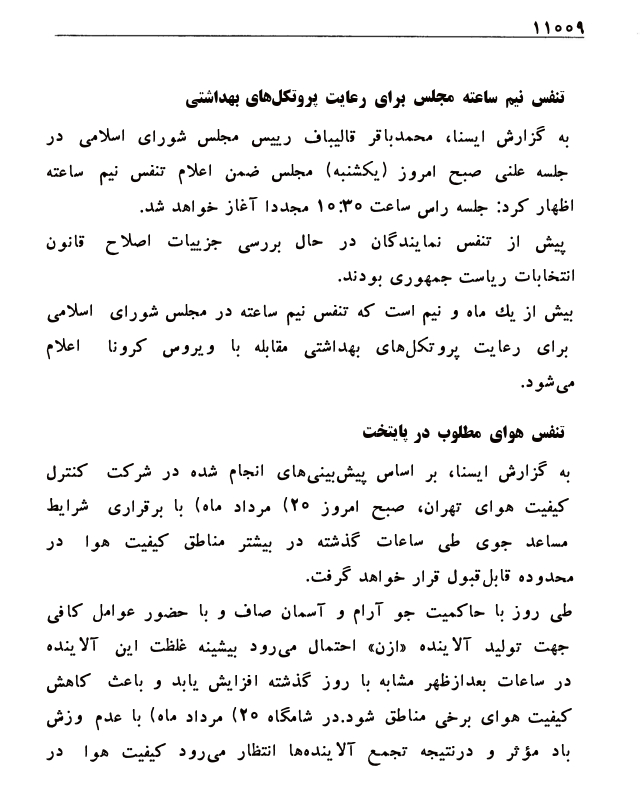 ۱۱۰۰۹
تنفس نیم ساعته مجلس برای رعایت پروتکل‌های بهداشتی
به گزارش ایسنا، محمدباقر قالیباف رییس مجلس شورای اسلامی در
جلسه علنی صبح امروز (یکشنبه) مجلس ضمن اعلام تنفس نیم ساعته
اظهار کرد: جلسه راس ساعت ۱۰:۳۰ مجددا آغاز خواهد شد.
پیش از تنفس نمایندگان در حال بررسی جزییات اصلاح قانون
انتخابات ریاست جمهوری بودند.
بیش از یك ماه و نیم است که تنفس نیم ساعته در مجلس شورای اسلامی
برای رعایت پروتکل‌های بهداشتی مقابله با ویروس کرونا اعلام
می‌شود.
تنفس هوای مطلوب در پایتخت
به گزارش ایسنا، بر اساس پیش‌بینی‌های انجام شده در شرکت کنترل
کیفیت هوای تهران، صبح امروز ۲۵) مرداد ماه) با برقراری شرایط
مساعد جوی طی ساعات گذشته در بیشتر مناطق کیفیت هوا در
محدوده قابل‌قبول قرار خواهد گرفت.
طی روز با حاکمیت جو آرام و آسمان صاف و با حضور عوامل کافی
جهت تولید آلاینده «ازن» احتمال می‌رود بیشینه غلظت این آلاینده
در ساعات بعدازظهر مشابه با روز گذشته افزایش یابد و باعث کاهش
کیفیت هوای برخی مناطق شود.در شامگاه ۲۵) مرداد ماه) با عدم وزش
باد مؤثر و درنتیجه تجمع آلاینده‌ها انتظار می‌رود کیفیت هوا در